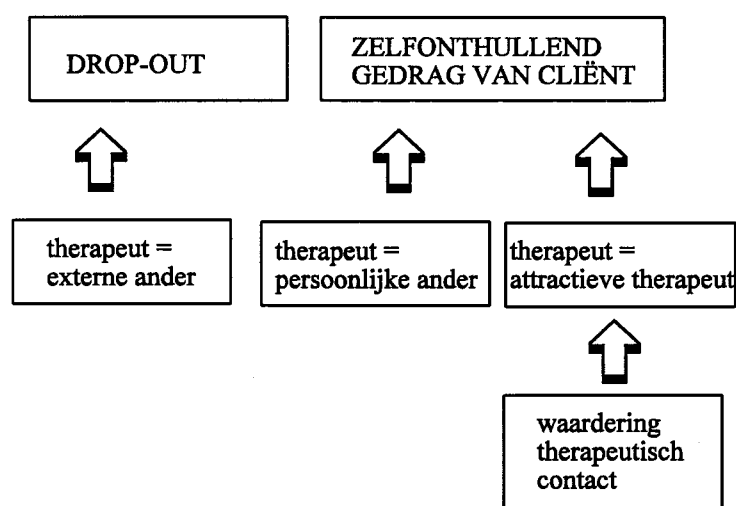 DROP-OUT
ZELFONTHULLEND
GEDRAG VAN CLIËNT
therapeut =
externe ander
therapeut =
persoonlijke ander
therapeut =
attractieve therapeut
waardering
therapeutisch
contact